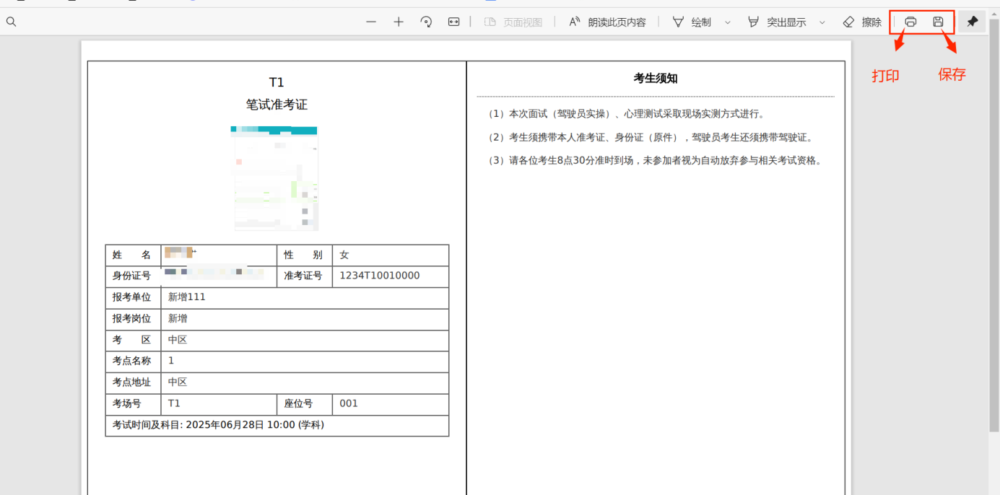 页面视图 朗读此页内容 绘制 突出显示 擦除
打印 保存
T1
笔试准考证
姓 名 性 别 女
身份证号 准考证号 1234T10010000
报考单位 新增111
报考岗位 新增
考 区 中区
考点名称 1
考点地址 中区
考场号 T1 座位号 001
考试时间及科目: 2025年06月28日 10:00 (学科)
考生须知
（1）本次面试（驾驶员实操）、心理测试采取现场实测方式进行。
（2）考生须携带本人准考证、身份证（原件），驾驶员考生还须携带驾驶证。
（3）请各位考生8点30分准时到场，未参加者视为自动放弃参与相关考试资格。